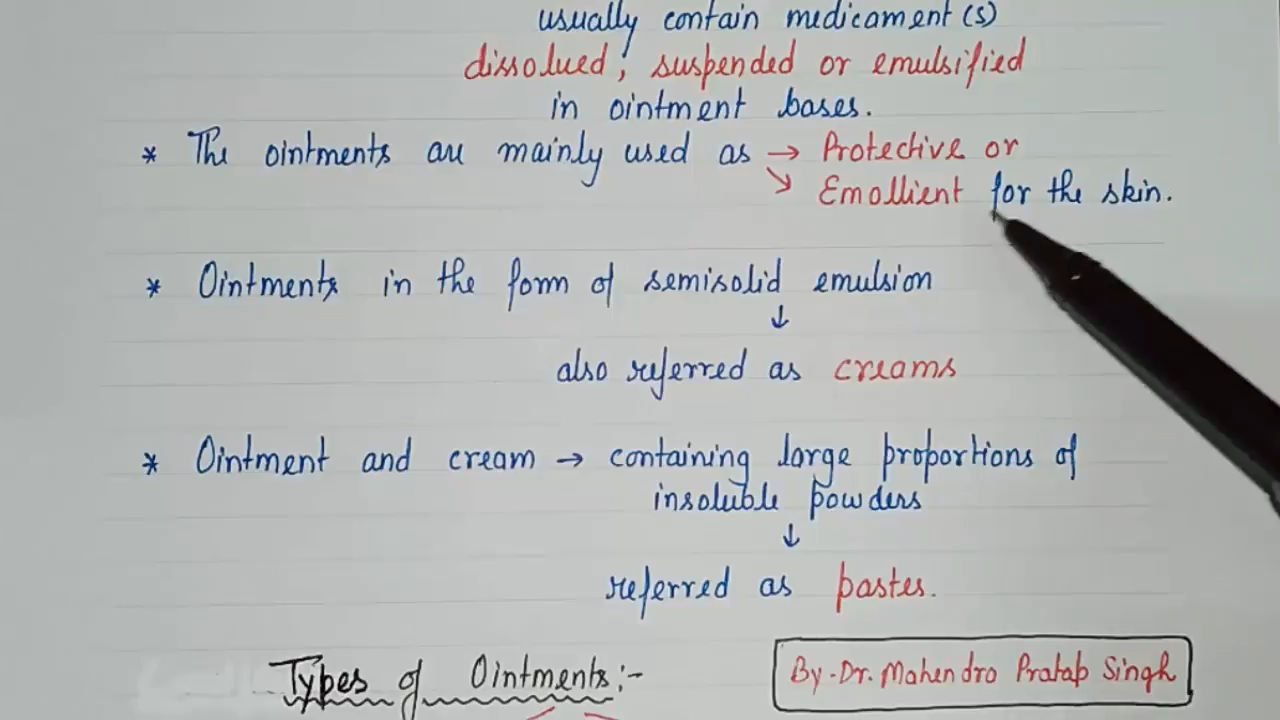 usually contain medicament(s)
dissolved, suspended or emulsified
in ointment bases.
* The ointments are mainly used as → Protective or
↘ Emollient for the skin.
* Ointments in the form of semisolid emulsion
↓
also referred as creams
* Ointment and cream → containing large proportions of
insoluble powders
↓
referred as pastes.
Types of Ointments:-
By-Dr. Mahendra Pratap Singh